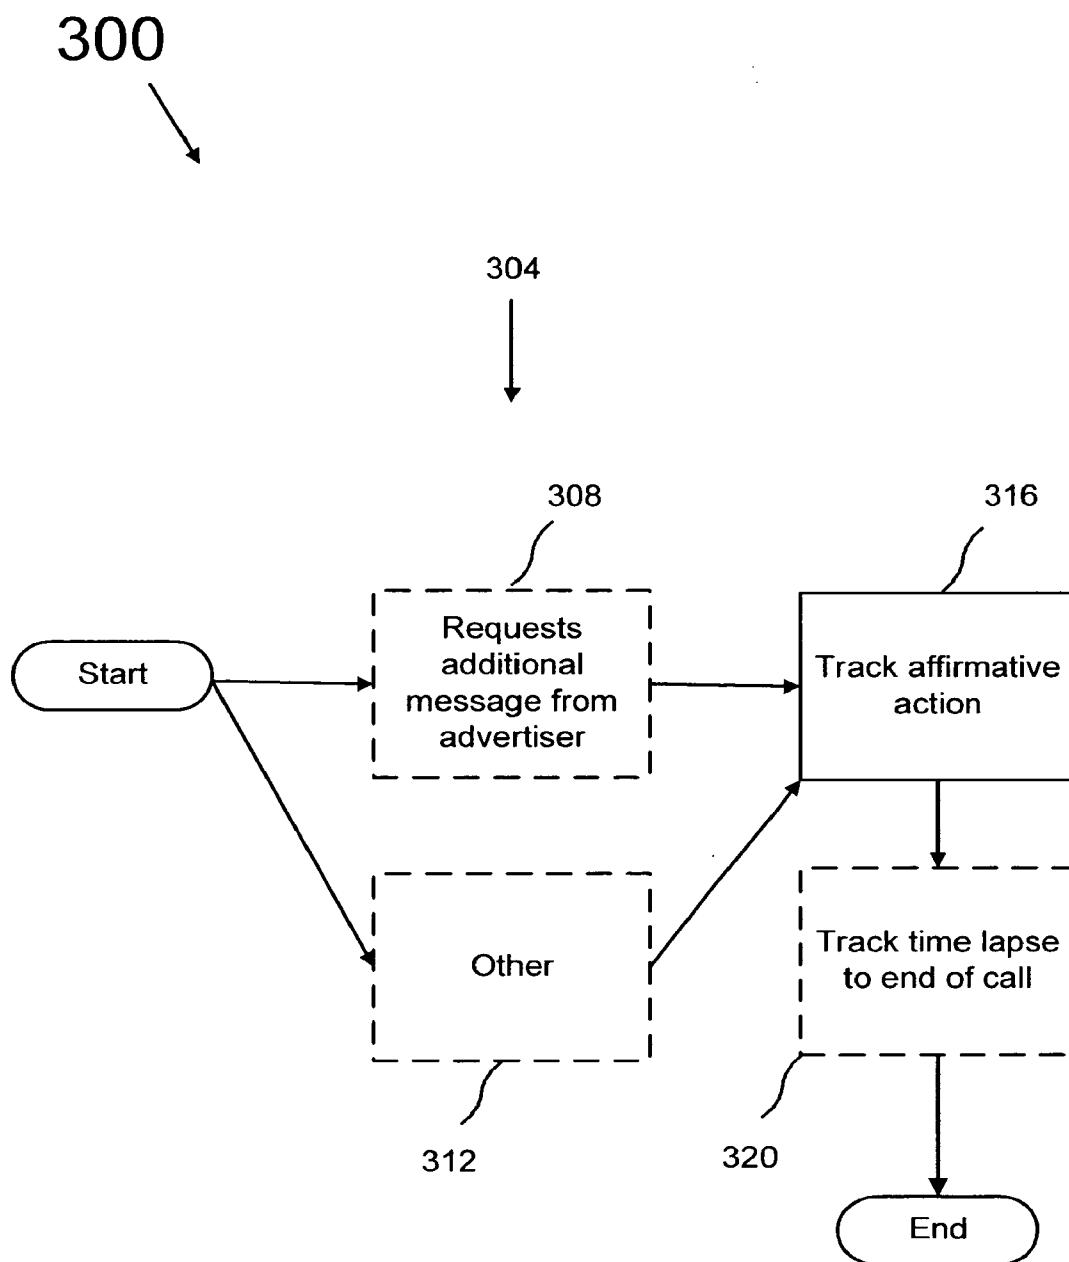 300
304
308
316
Start
Requests
additional
message from
advertiser
Track affirmative
action
Other
Track time lapse
to end of call
312
320
End